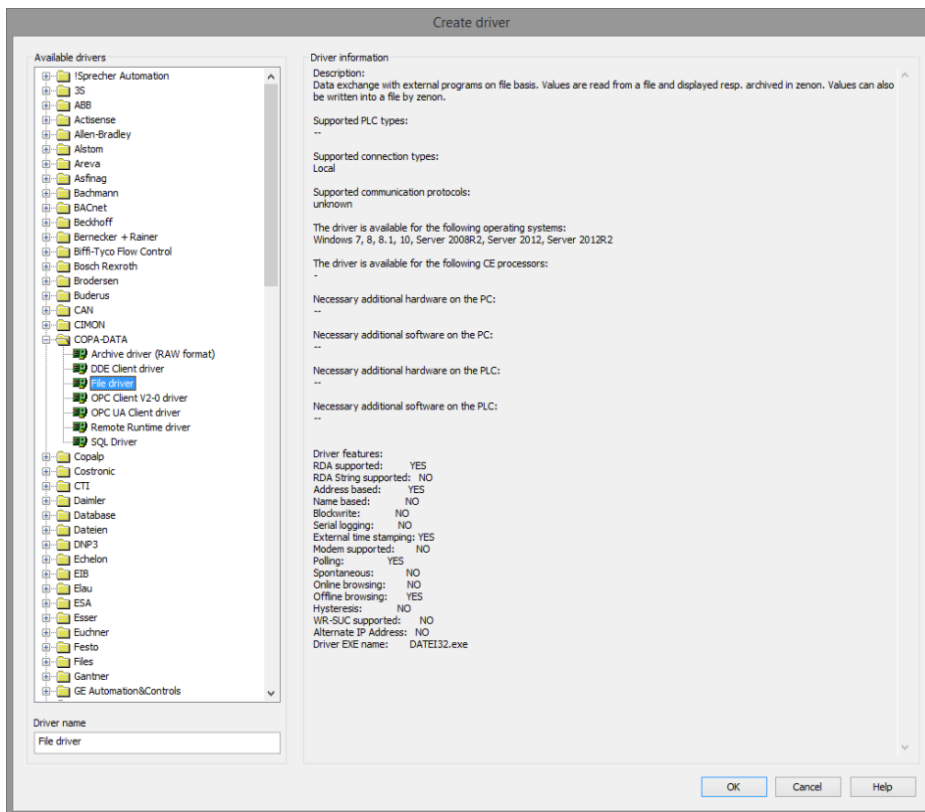 Create driver
Available drivers
!Sprecher Automation
3S
ABB
Actisense
Allen-Bradley
Alstom
Areva
Asfinag
Bachmann
BACnet
Beckhoff
Bernecker + Rainer
Biffi-Tyco Flow Control
Bosch Rexroth
Brodersen
Buderus
CAN
CIMON
COPA-DATA
Archive driver (RAW format)
DDE Client driver
File driver
OPC Client V2-0 driver
OPC UA Client driver
Remote Runtime driver
SQL Driver
Copalp
Costronic
CTI
Daimler
Database
Dateien
DNP3
Echelon
EIB
Elau
ESA
Esser
Euchner
Festo
Files
Gantner
GE Automation&Controls
Driver name
File driver
Driver information
Description:
Data exchange with external programs on file basis. Values are read from a file and displayed resp. archived in zenon. Values can also
be written into a file by zenon.
Supported PLC types:
--
Supported connection types:
Local
Supported communication protocols:
unknown
The driver is available for the following operating systems:
Windows 7, 8, 8.1, 10, Server 2008R2, Server 2012, Server 2012R2
The driver is available for the following CE processors:
-
Necessary additional hardware on the PC:
--
Necessary additional software on the PC:
--
Necessary additional hardware on the PLC:
--
Necessary additional software on the PLC:
--
Driver features:
RDA supported: YES
RDA String supported: NO
Address based: YES
Name based: NO
Blockwrite: NO
Serial logging: NO
External time stamping: YES
Modem supported: NO
Polling: YES
Spontaneous: NO
Online browsing: NO
Offline browsing: YES
Hysteresis: NO
WR-SUC supported: NO
Alternate IP Address: NO
Driver EXE name: DATEI32.exe
OK
Cancel
Help